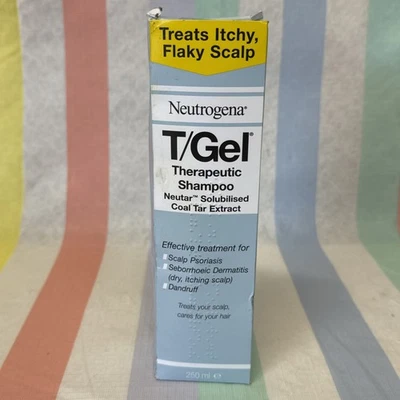 Treats Itchy,
Flaky Scalp
Neutrogena®
T/Gel®
Therapeutic
Shampoo
Neutar™ Solubilised
Coal Tar Extract
Effective treatment for
Scalp Psoriasis
Seborrhoeic Dermatitis
(dry, itching scalp)
Dandruff
Treats your scalp,
cares for your hair
250 ml ℮